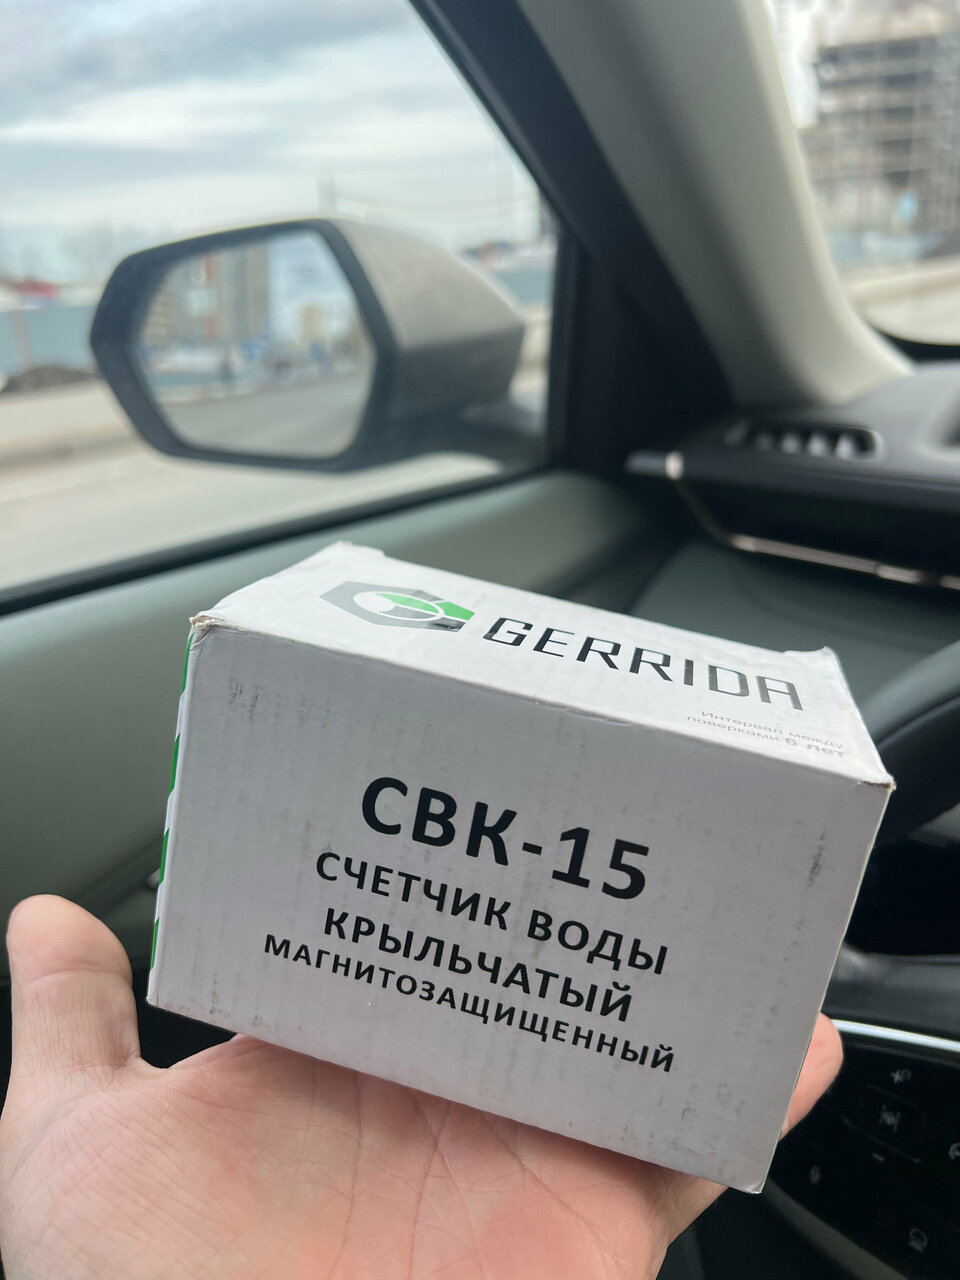 GERRIDA
Интервал между
поверками 6 лет
СВК-15
СЧЕТЧИК ВОДЫ
КРЫЛЬЧАТЫЙ
МАГНИТОЗАЩИЩЕННЫЙ